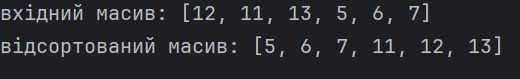 вхідний масив: [12, 11, 13, 5, 6, 7]
відсортований масив: [5, 6, 7, 11, 12, 13]